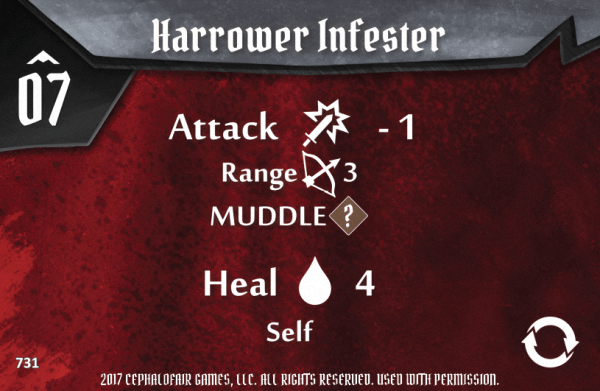 Harrower Infester
07
Attack - 1
Range 3
MUDDLE ?
Heal 4
Self
731
2017 CEPHALOFAIR GAMES, LLC. ALL RIGHTS RESERVED. USED WITH PERMISSION.